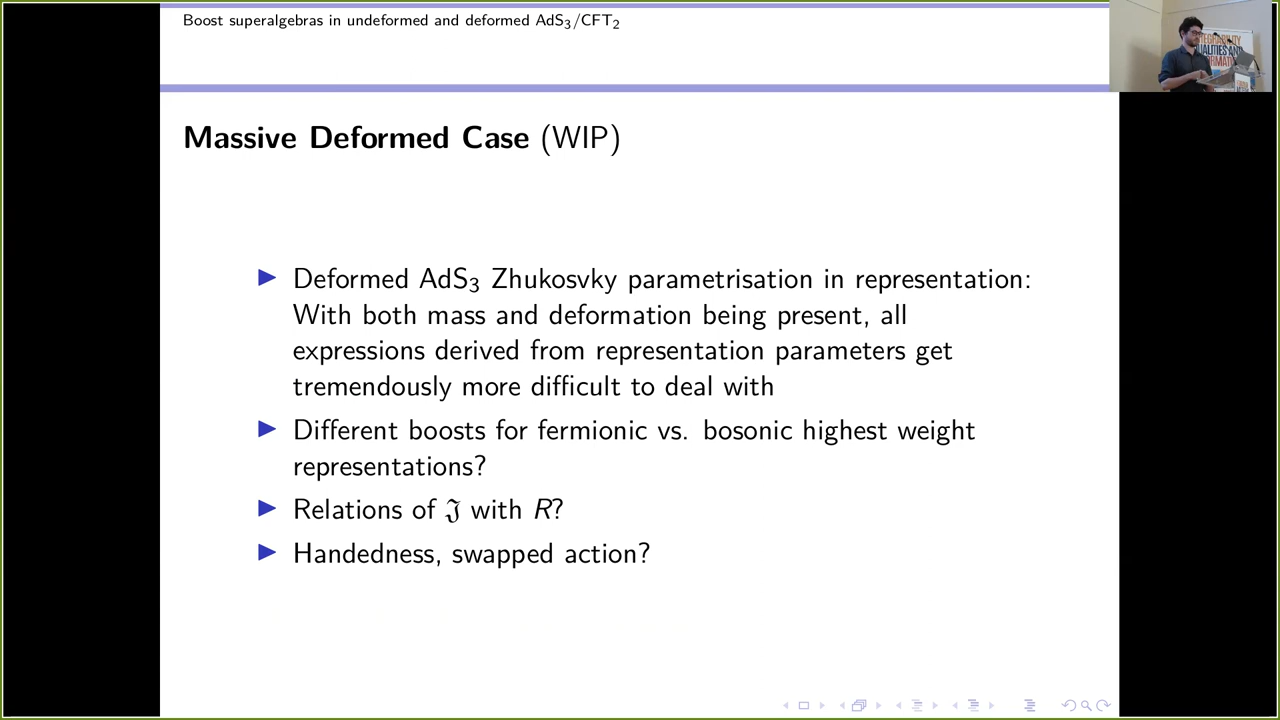 Boost superalgebras in undeformed and deformed AdS₃/CFT₂
Massive Deformed Case (WIP)
Deformed AdS₃ Zhukosvky parametrisation in representation:
With both mass and deformation being present, all
expressions derived from representation parameters get
tremendously more difficult to deal with
Different boosts for fermionic vs. bosonic highest weight
representations?
Relations of 𝔍 with R?
Handedness, swapped action?